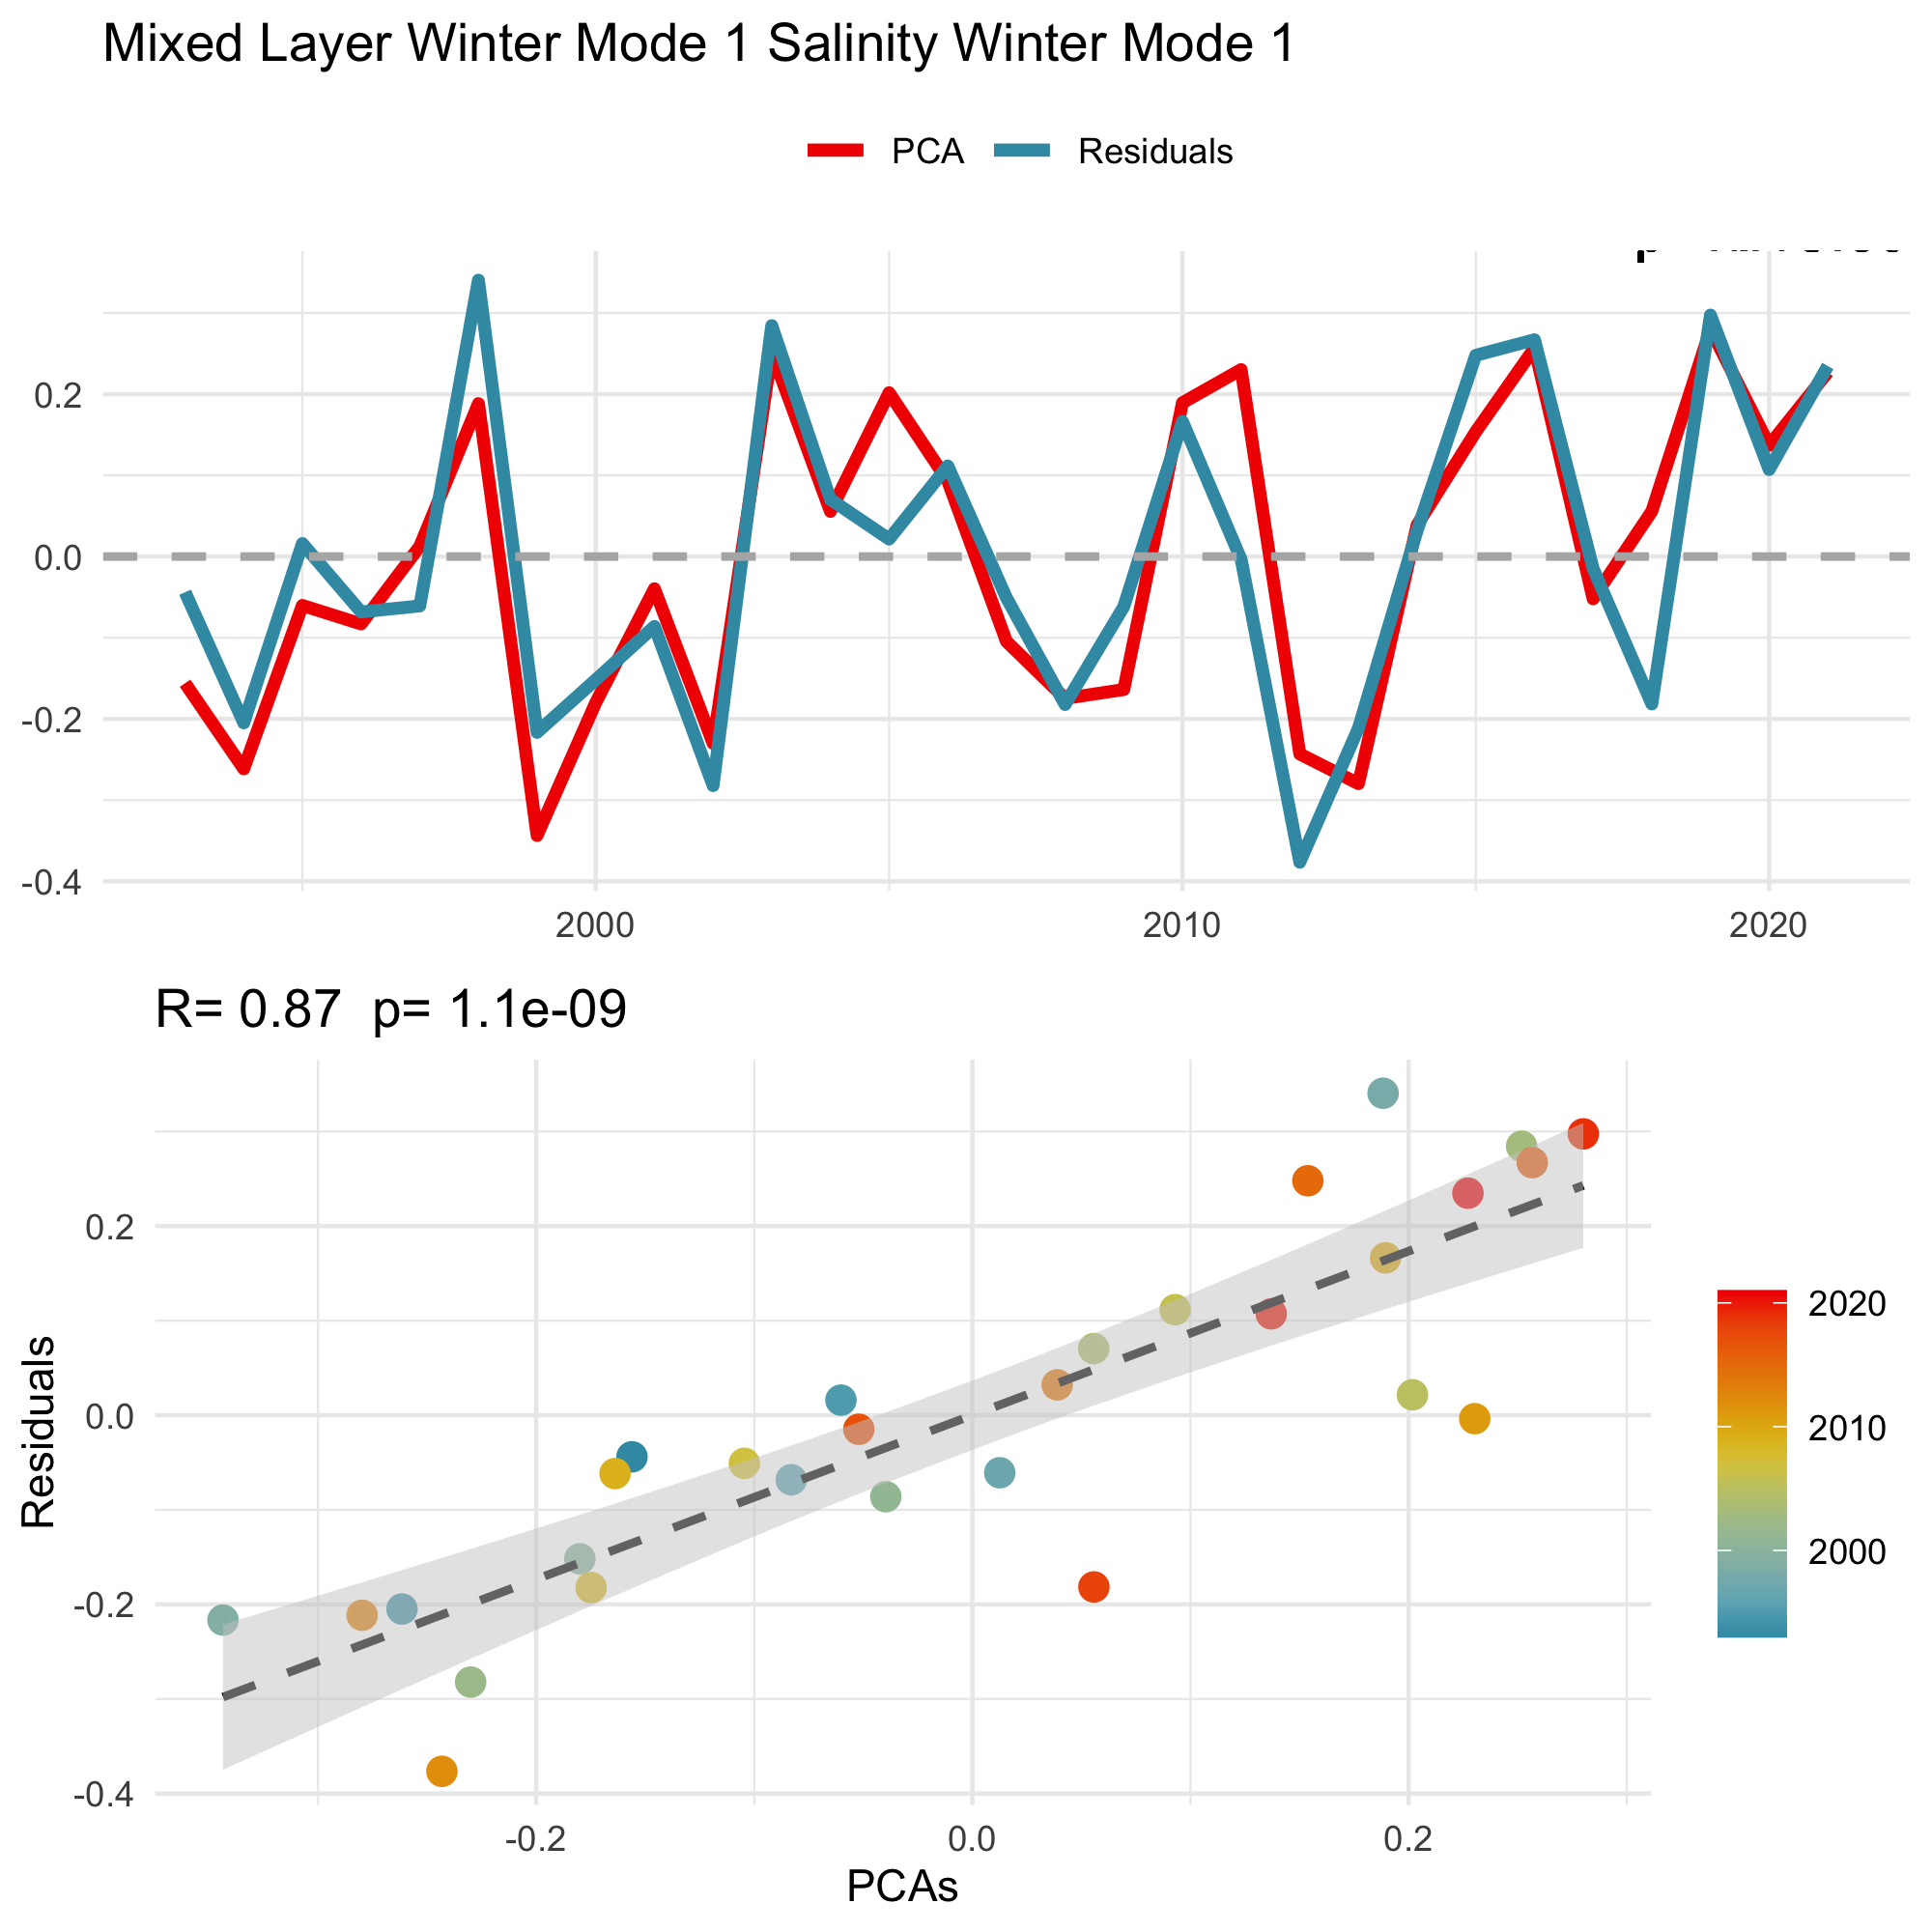 Mixed Layer Winter Mode 1 Salinity Winter Mode 1
PCA Residuals
0.2
0.0
-0.2
-0.4
2000 2010 2020
R= 0.87 p= 1.1e-09
Residuals
0.2
0.0
-0.2
-0.4
-0.2 0.0 0.2
PCAs
2020
2010
2000